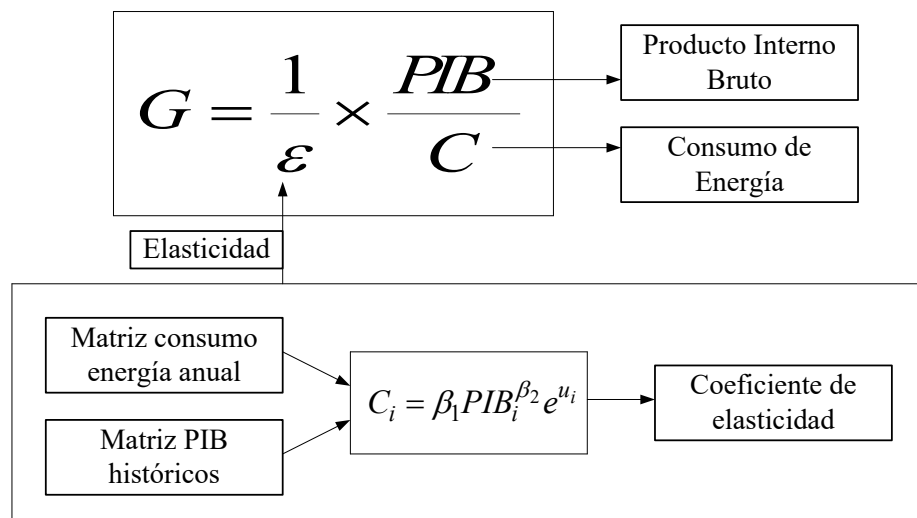 G = 1/ε × PIB/C
Producto Interno
Bruto
Consumo de
Energía
Elasticidad
Matriz consumo
energía anual
Matriz PIB
históricos
C_i = β_1 PIB_i^{β_2} e^{u_i}
Coeficiente de
elasticidad